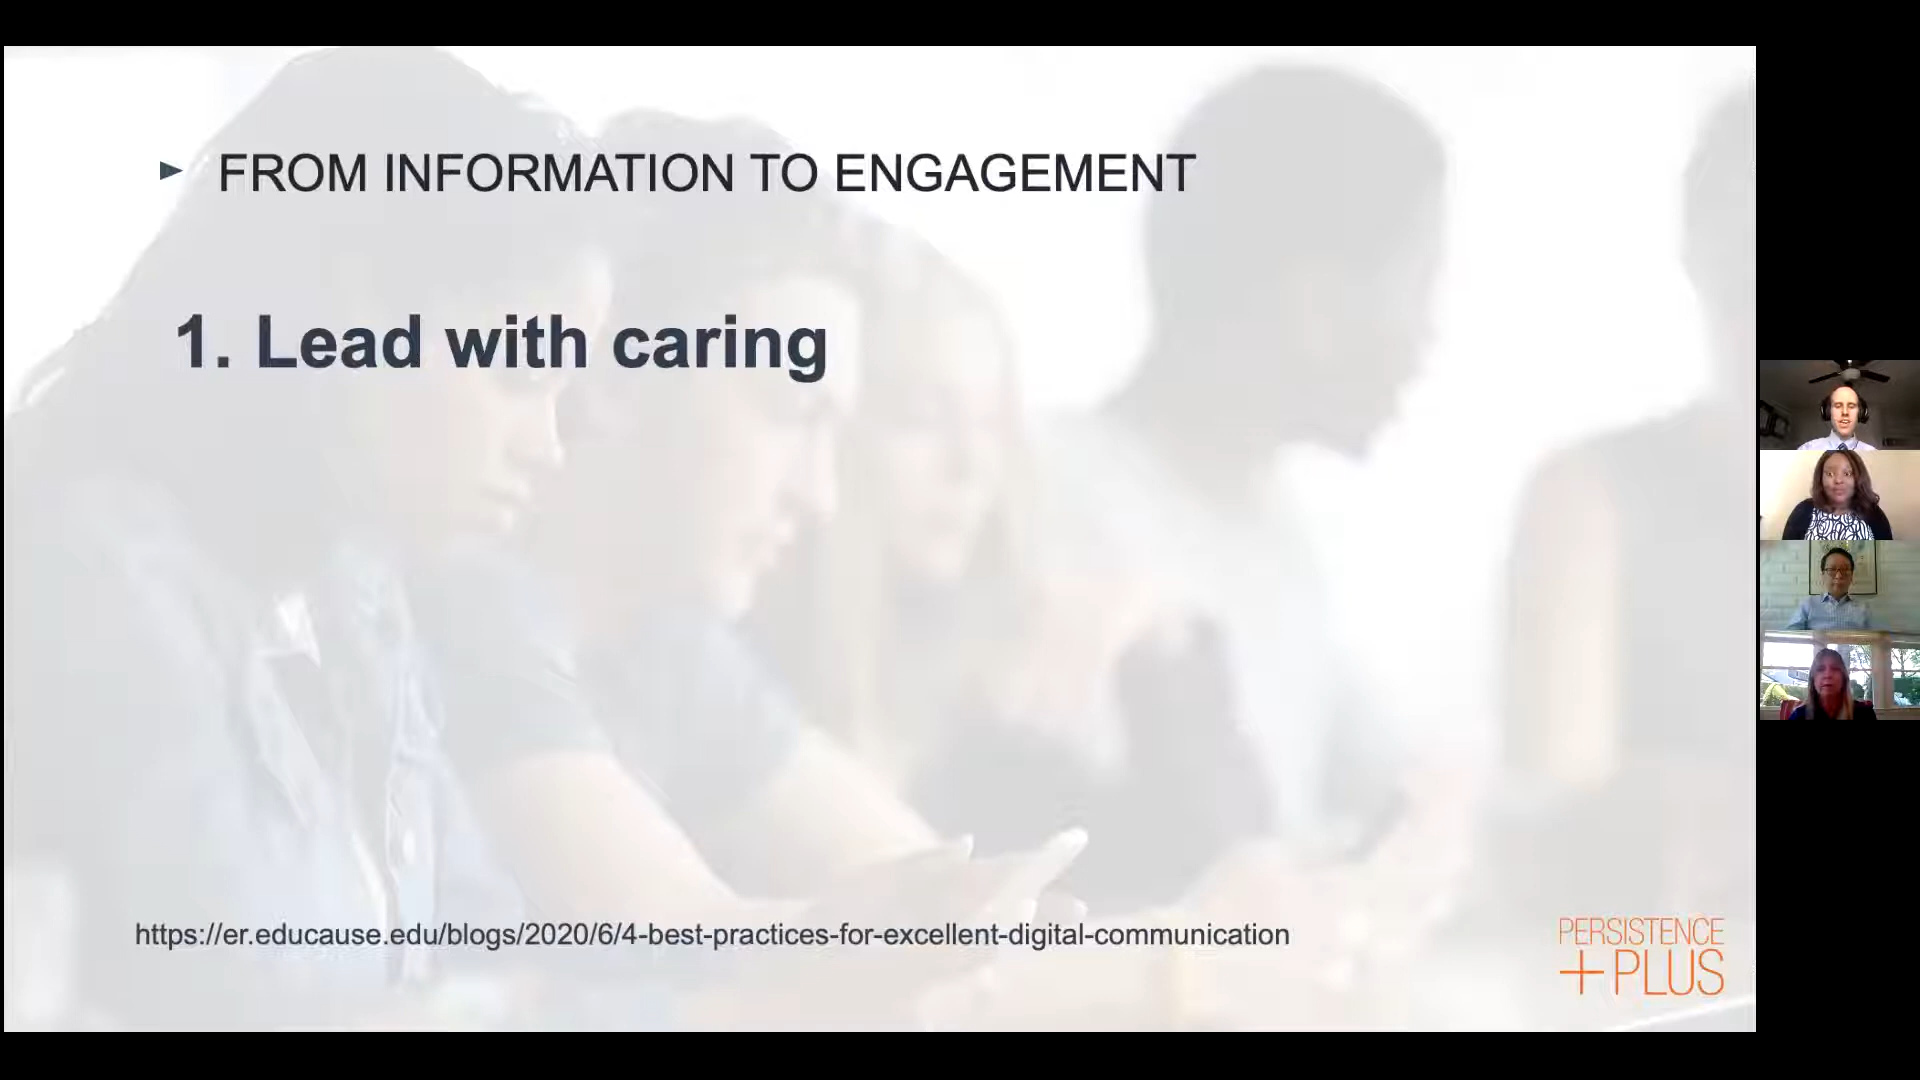 FROM INFORMATION TO ENGAGEMENT
1. Lead with caring
https://er.educause.edu/blogs/2020/6/4-best-practices-for-excellent-digital-communication
PERSISTENCE
+PLUS